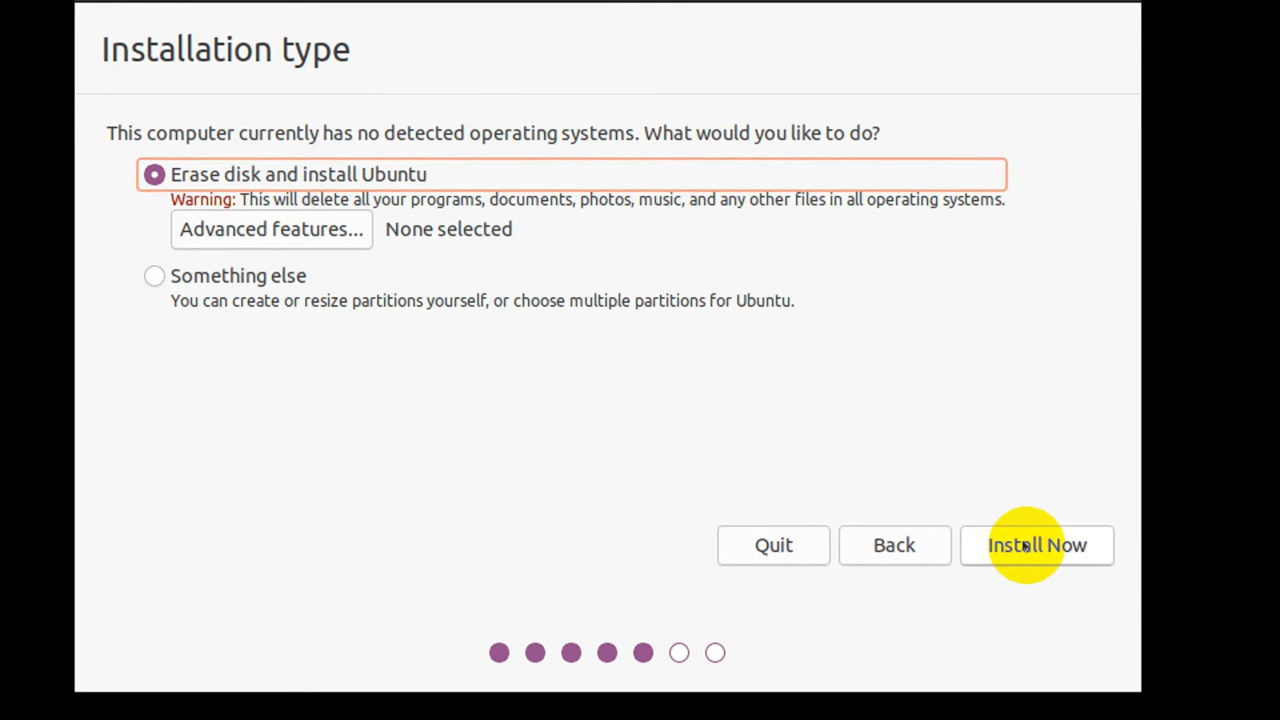 Installation type
This computer currently has no detected operating systems. What would you like to do?
Erase disk and install Ubuntu
Warning: This will delete all your programs, documents, photos, music, and any other files in all operating systems.
Advanced features... None selected
Something else
You can create or resize partitions yourself, or choose multiple partitions for Ubuntu.
Quit Back Install Now